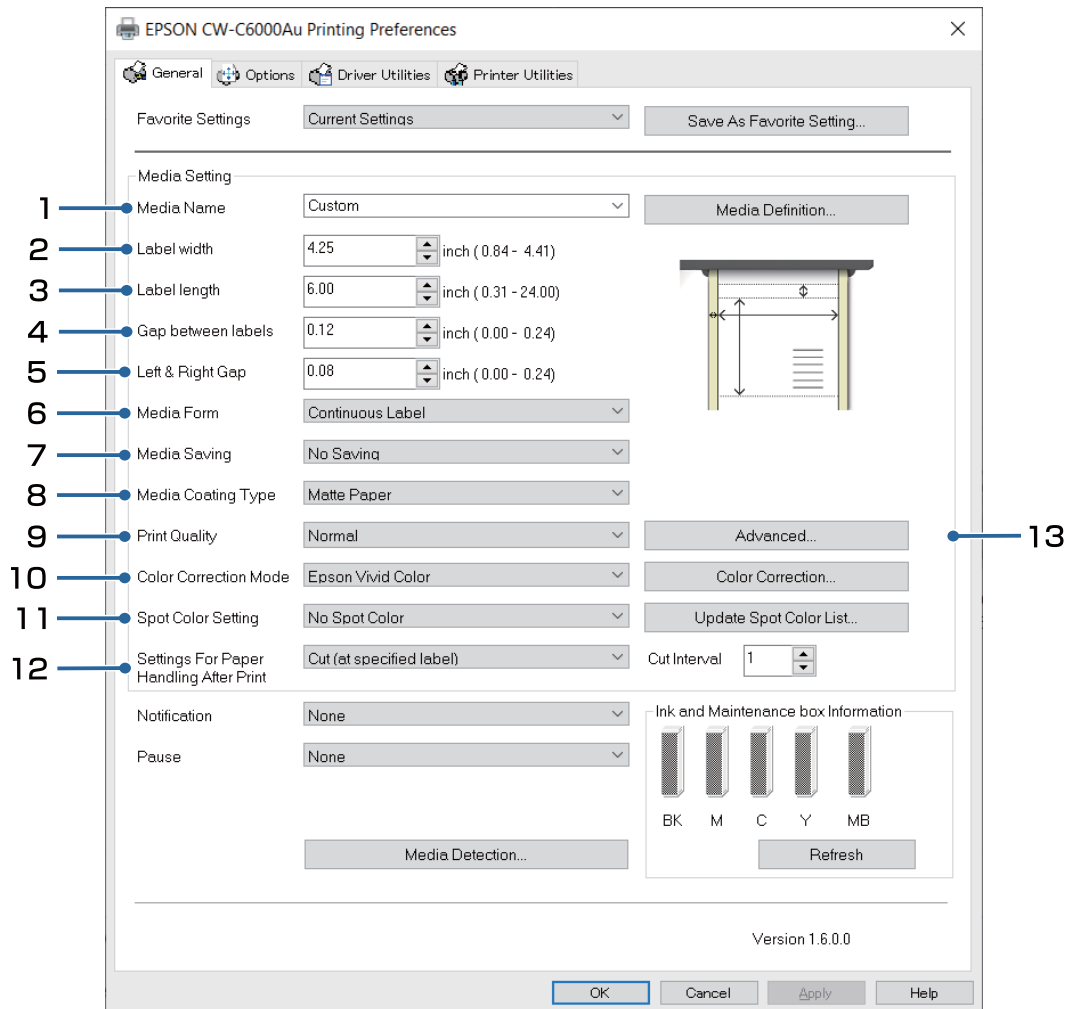 EPSON CW-C6000Au Printing Preferences
General Options Driver Utilities Printer Utilities
Favorite Settings Current Settings Save As Favorite Setting...
Media Setting
1 Media Name Custom Media Definition...
2 Label width 4.25 inch ( 0.84 - 4.41)
3 Label length 6.00 inch ( 0.31 - 24.00)
4 Gap between labels 0.12 inch ( 0.00 - 0.24)
5 Left & Right Gap 0.08 inch ( 0.00 - 0.24)
6 Media Form Continuous Label
7 Media Saving No Saving
8 Media Coating Type Matte Paper
9 Print Quality Normal Advanced... 13
10 Color Correction Mode Epson Vivid Color Color Correction...
11 Spot Color Setting No Spot Color Update Spot Color List...
12 Settings For Paper Cut (at specified label) Cut Interval 1
Handling After Print
Notification None Ink and Maintenance box Information
Pause None
BK M C Y MB
Media Detection... Refresh
Version 1.6.0.0
OK Cancel Apply Help